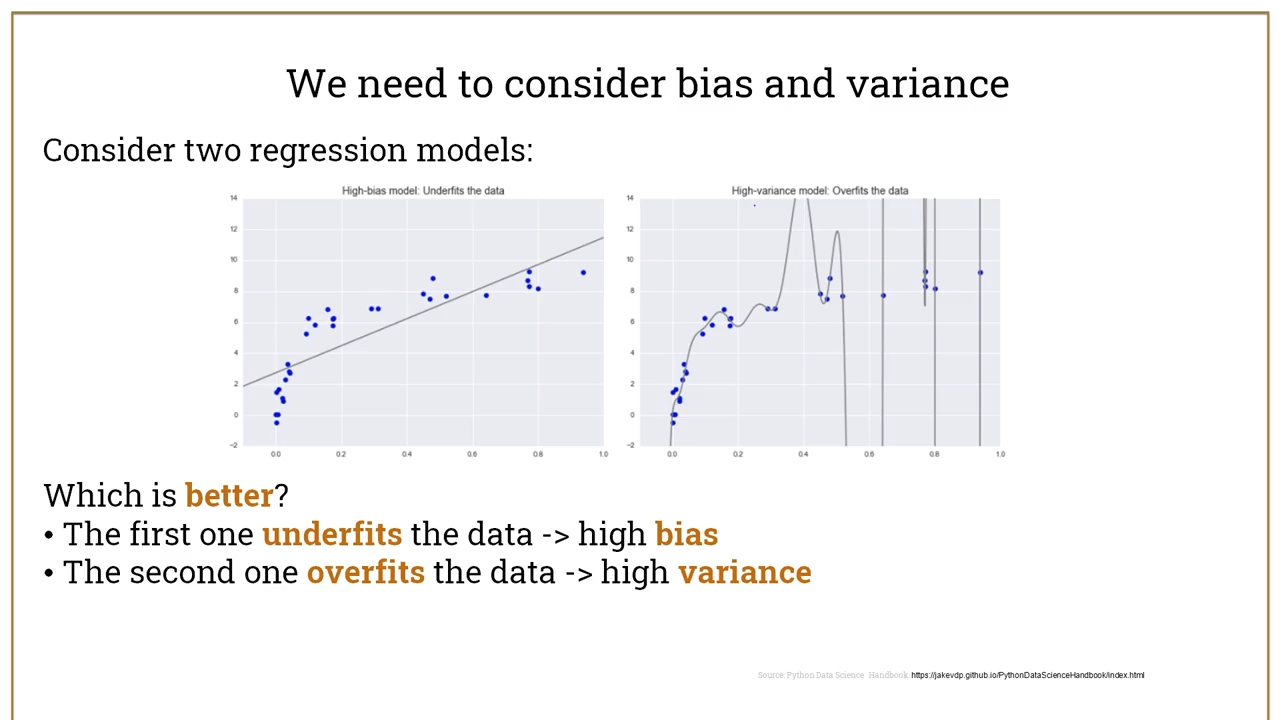 We need to consider bias and variance
Consider two regression models:
High-bias model: Underfits the data
14
12
10
8
6
4
2
0
−2
0.0 0.2 0.4 0.6 0.8 1.0
High-variance model: Overfits the data
14
12
10
8
6
4
2
0
−2
0.0 0.2 0.4 0.6 0.8 1.0
Which is better?
• The first one underfits the data -> high bias
• The second one overfits the data -> high variance
Source: Python Data Science Handbook: https://jakevdp.github.io/PythonDataScienceHandbook/index.html